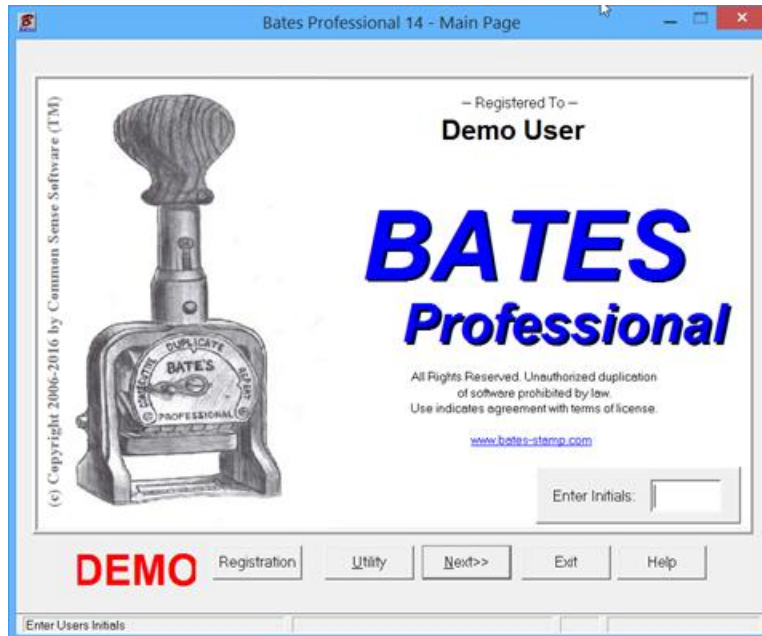 Bates Professional 14 - Main Page
(c) Copyright 2006-2016 by Common Sense Software (TM)
– Registered To –
Demo User
BATES
Professional
CONSECUTIVE DUPLICATE REPEAT
BATE'S
PROFESSIONAL
All Rights Reserved. Unauthorized duplication
of software prohibited by law.
Use indicates agreement with terms of license.
www.bates-stamp.com
Enter Initials:
DEMO
Registration
Utility
Next>>
Exit
Help
Enter Users Initials